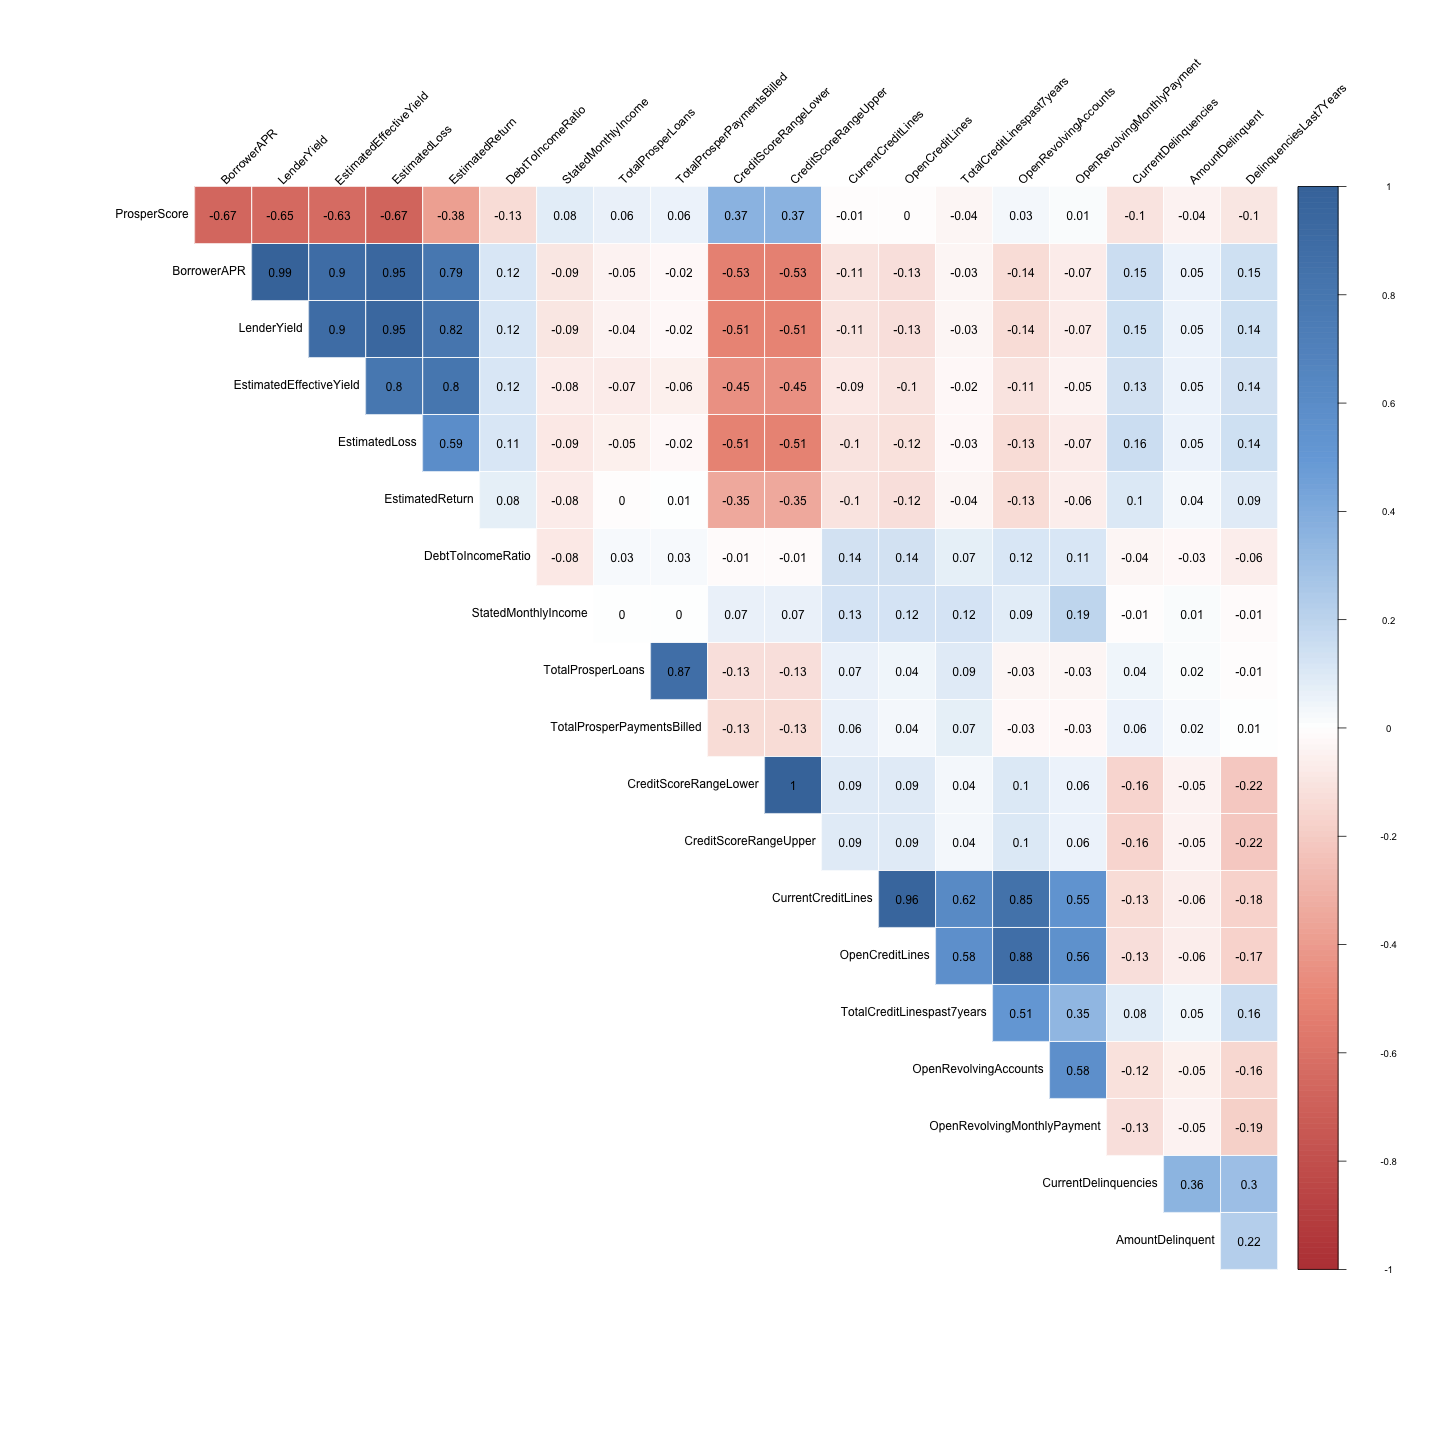 BorrowerAPR
LenderYield
EstimatedEffectiveYield
EstimatedLoss
EstimatedReturn
DebtToIncomeRatio
StatedMonthlyIncome
TotalProsperLoans
TotalProsperPaymentsBilled
CreditScoreRangeLower
CreditScoreRangeUpper
CurrentCreditLines
OpenCreditLines
TotalCreditLinespast7years
OpenRevolvingAccounts
OpenRevolvingMonthlyPayment
CurrentDelinquencies
AmountDelinquent
DelinquenciesLast7Years
ProsperScore -0.67 -0.65 -0.63 -0.67 -0.38 -0.13 0.08 0.06 0.06 0.37 0.37 -0.01 0 -0.04 0.03 0.01 -0.1 -0.04 -0.1
BorrowerAPR 0.99 0.9 0.95 0.79 0.12 -0.09 -0.05 -0.02 -0.53 -0.53 -0.11 -0.13 -0.03 -0.14 -0.07 0.15 0.05 0.15
LenderYield 0.9 0.95 0.82 0.12 -0.09 -0.04 -0.02 -0.51 -0.51 -0.11 -0.13 -0.03 -0.14 -0.07 0.15 0.05 0.14
EstimatedEffectiveYield 0.8 0.8 0.12 -0.08 -0.07 -0.06 -0.45 -0.45 -0.09 -0.1 -0.02 -0.11 -0.05 0.13 0.05 0.14
EstimatedLoss 0.59 0.11 -0.09 -0.05 -0.02 -0.51 -0.51 -0.1 -0.12 -0.03 -0.13 -0.07 0.16 0.05 0.14
EstimatedReturn 0.08 -0.08 0 0.01 -0.35 -0.35 -0.1 -0.12 -0.04 -0.13 -0.06 0.1 0.04 0.09
DebtToIncomeRatio -0.08 0.03 0.03 -0.01 -0.01 0.14 0.14 0.07 0.12 0.11 -0.04 -0.03 -0.06
StatedMonthlyIncome 0 0 0.07 0.07 0.13 0.12 0.12 0.09 0.19 -0.01 0.01 -0.01
TotalProsperLoans 0.87 -0.13 -0.13 0.07 0.04 0.09 -0.03 -0.03 0.04 0.02 -0.01
TotalProsperPaymentsBilled -0.13 -0.13 0.06 0.04 0.07 -0.03 -0.03 0.06 0.02 0.01
CreditScoreRangeLower 1 0.09 0.09 0.04 0.1 0.06 -0.16 -0.05 -0.22
CreditScoreRangeUpper 0.09 0.09 0.04 0.1 0.06 -0.16 -0.05 -0.22
CurrentCreditLines 0.96 0.62 0.85 0.55 -0.13 -0.06 -0.18
OpenCreditLines 0.58 0.88 0.56 -0.13 -0.06 -0.17
TotalCreditLinespast7years 0.51 0.35 0.08 0.05 0.16
OpenRevolvingAccounts 0.58 -0.12 -0.05 -0.16
OpenRevolvingMonthlyPayment -0.13 -0.05 -0.19
CurrentDelinquencies 0.36 0.3
AmountDelinquent 0.22
1
0.8
0.6
0.4
0.2
0
-0.2
-0.4
-0.6
-0.8
-1